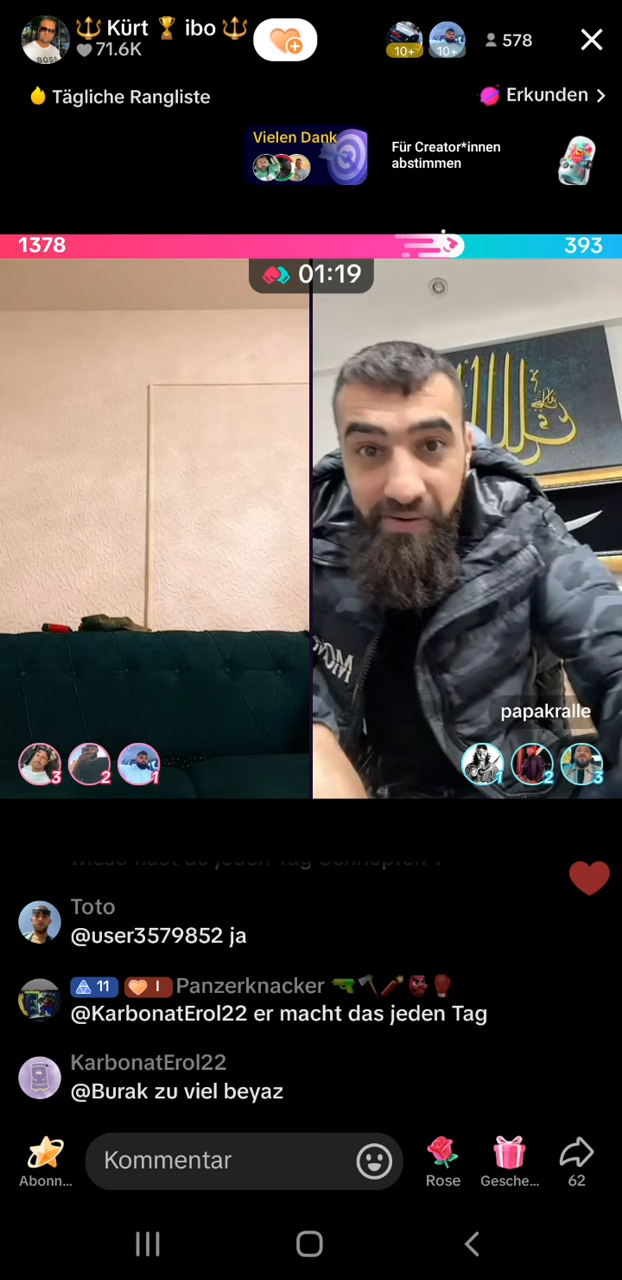 🔱 Kürt 🏆 ibo 🔱
71.6K
10+
10+
578
Tägliche Rangliste
Erkunden
Vielen Dank
Für Creator*innen
abstimmen
1378
393
01:19
papakralle
3
2
1
1
2
3
Toto
@user3579852 ja
11 I Panzerknacker 🔫🪓🧨👺🥊
@KarbonatErol22 er macht das jeden Tag
KarbonatErol22
@Burak zu viel beyaz
Kommentar
Abonn...
Rose
Gesche...
62